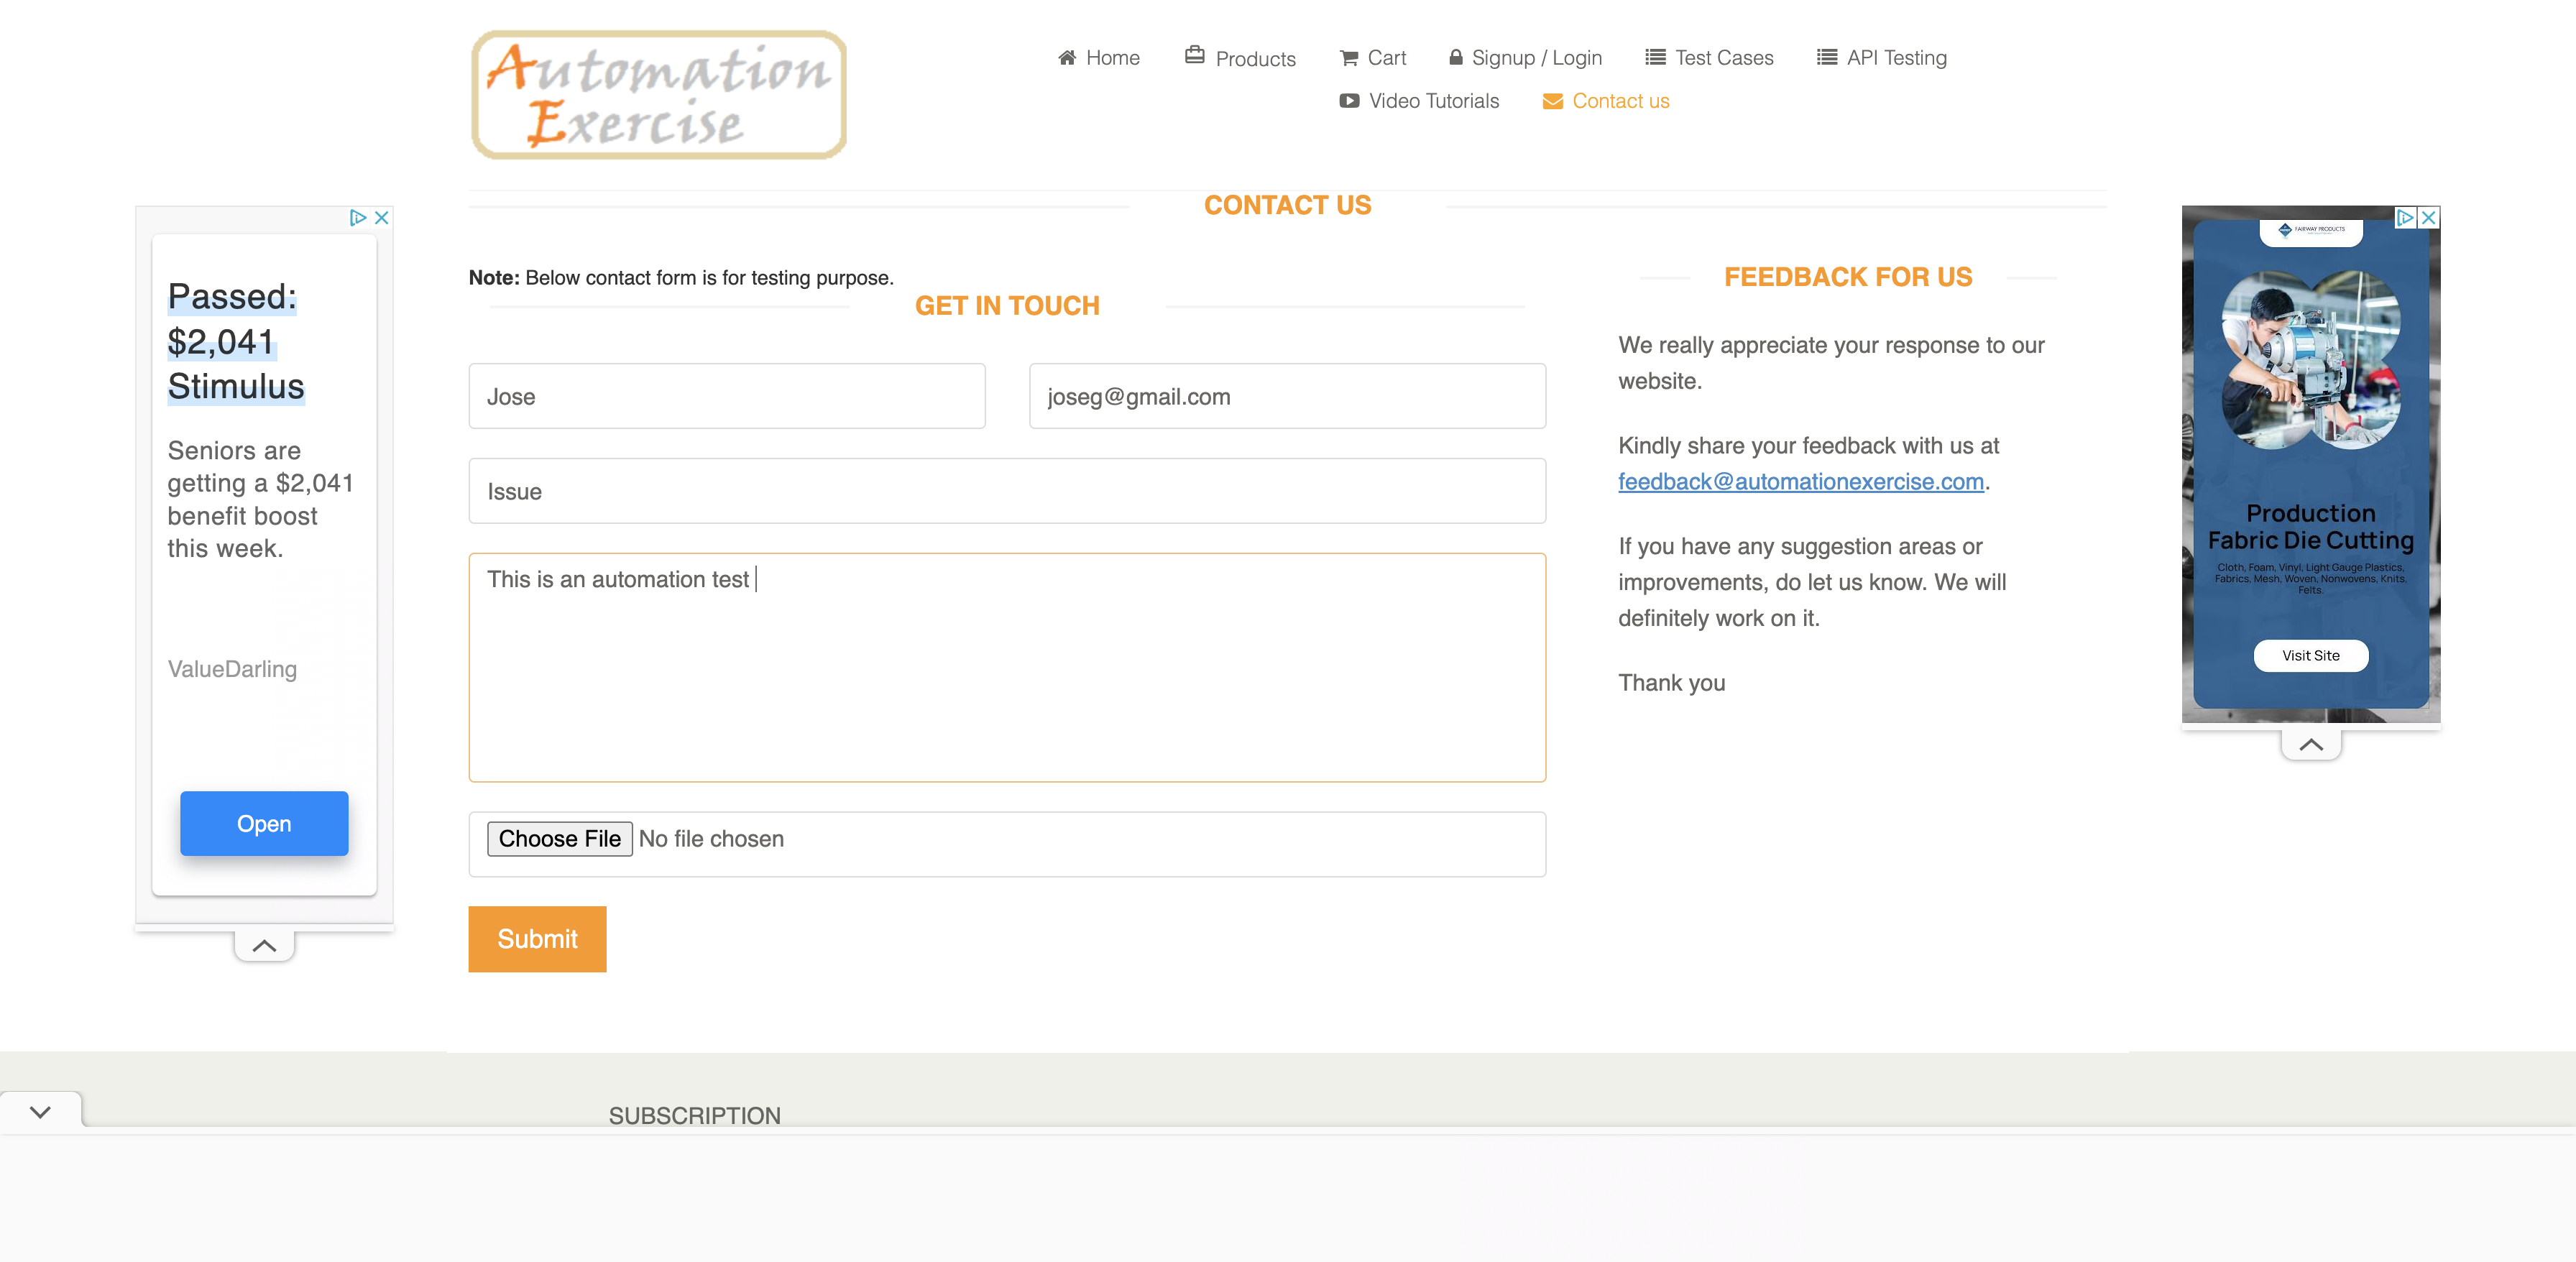 Automation
Exercise
Home
Products
Cart
Signup / Login
Test Cases
API Testing
Video Tutorials
Contact us
CONTACT US
Note: Below contact form is for testing purpose.
GET IN TOUCH
Jose
joseg@gmail.com
Issue
This is an automation test
Choose File No file chosen
Submit
FEEDBACK FOR US
We really appreciate your response to our
website.
Kindly share your feedback with us at
feedback@automationexercise.com.
If you have any suggestion areas or
improvements, do let us know. We will
definitely work on it.
Thank you
Passed:
$2,041
Stimulus
Seniors are
getting a $2,041
benefit boost
this week.
ValueDarling
Open
FAIRWAY PRODUCTS
Production
Fabric Die Cutting
Cloth, Foam, Vinyl, Light Gauge Plastics,
Fabrics, Mesh, Woven, Nonwovens, Knits,
Felts.
Visit Site
SUBSCRIPTION